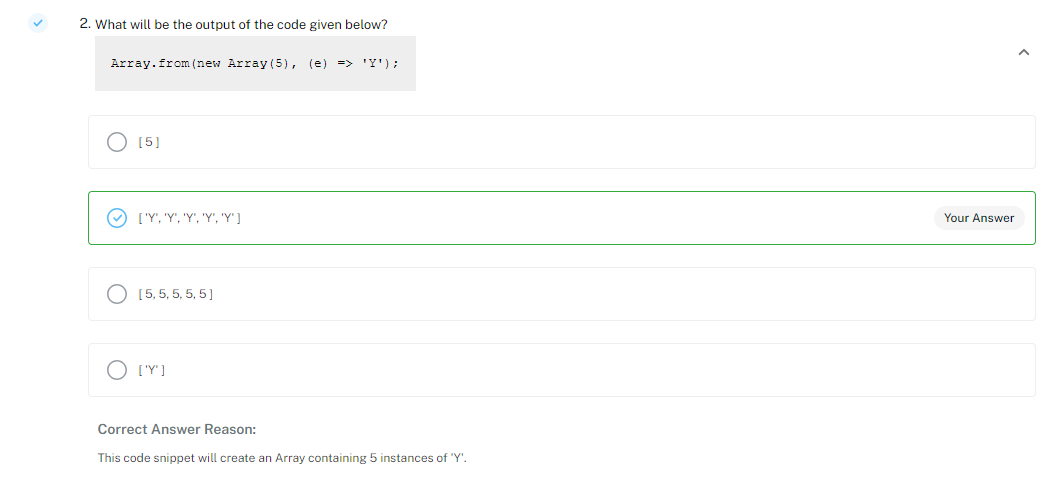 2. What will be the output of the code given below?
Array.from(new Array(5), (e) => 'Y');
[ 5 ]
[ 'Y', 'Y', 'Y', 'Y', 'Y' ]
Your Answer
[ 5, 5, 5, 5, 5 ]
[ 'Y' ]
Correct Answer Reason:
This code snippet will create an Array containing 5 instances of 'Y'.